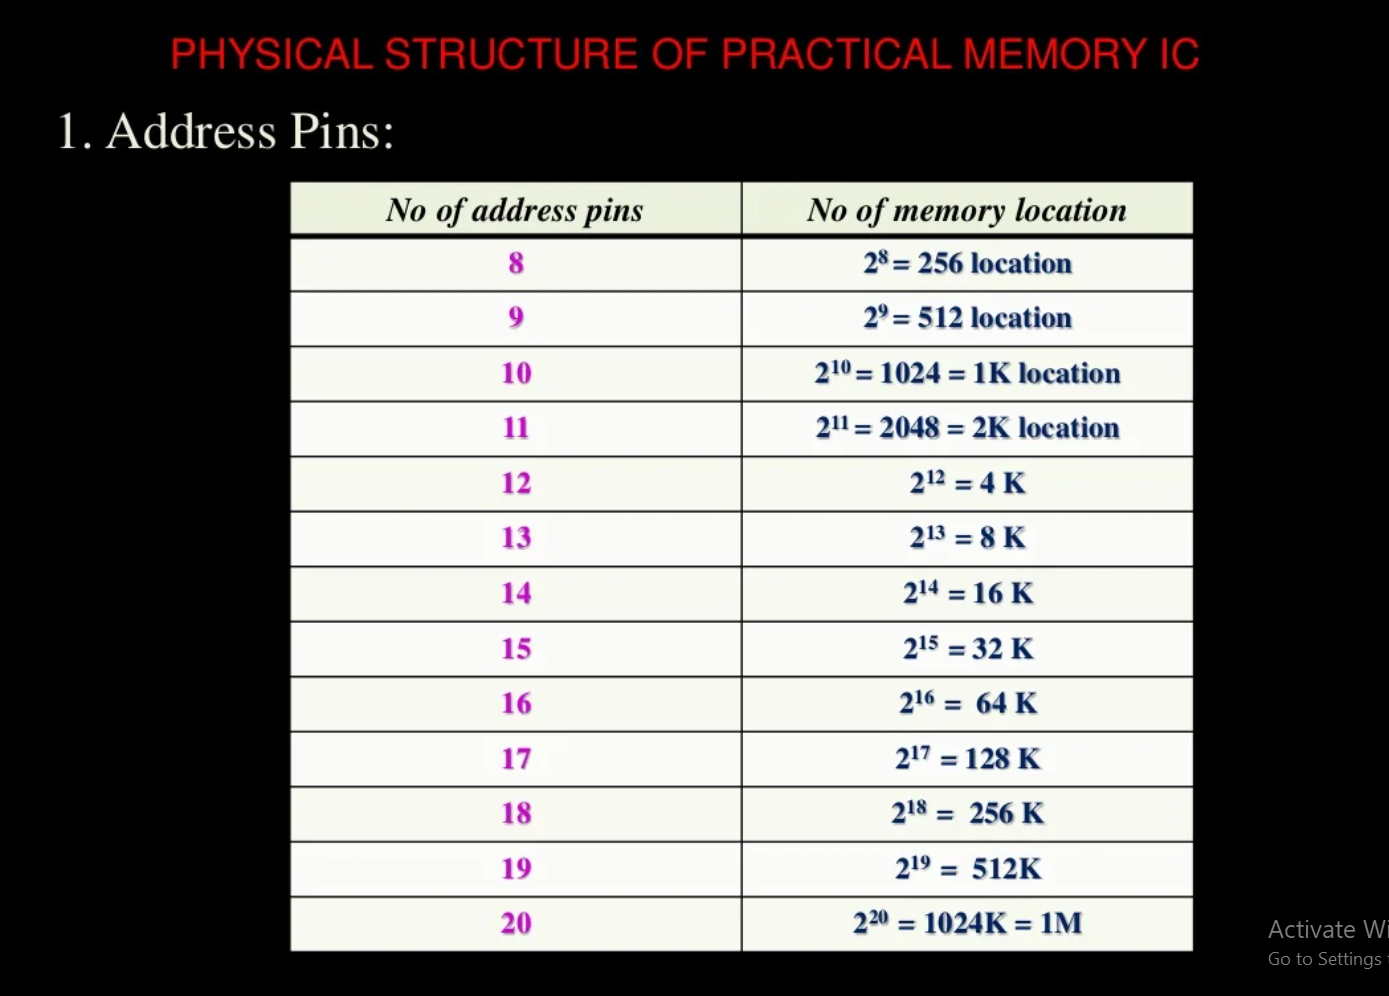 PHYSICAL STRUCTURE OF PRACTICAL MEMORY IC
1. Address Pins:
No of address pins No of memory location
8 2⁸ = 256 location
9 2⁹ = 512 location
10 2¹⁰ = 1024 = 1K location
11 2¹¹ = 2048 = 2K location
12 2¹² = 4 K
13 2¹³ = 8 K
14 2¹⁴ = 16 K
15 2¹⁵ = 32 K
16 2¹⁶ = 64 K
17 2¹⁷ = 128 K
18 2¹⁸ = 256 K
19 2¹⁹ = 512K
20 2²⁰ = 1024K = 1M
Activate Wi
Go to Settings